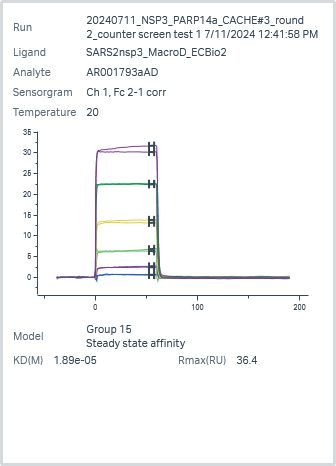 Run 20240711_NSP3_PARP14a_CACHE#3_round
2_counter screen test 1 7/11/2024 12:41:58 PM
Ligand SARS2nsp3_MacroD_ECBio2
Analyte AR001793aAD
Sensorgram Ch 1, Fc 2-1 corr
Temperature 20
35
30
25
20
15
10
5
0
0 100 200
Model Group 15
Steady state affinity
KD(M) 1.89e-05 Rmax(RU) 36.4